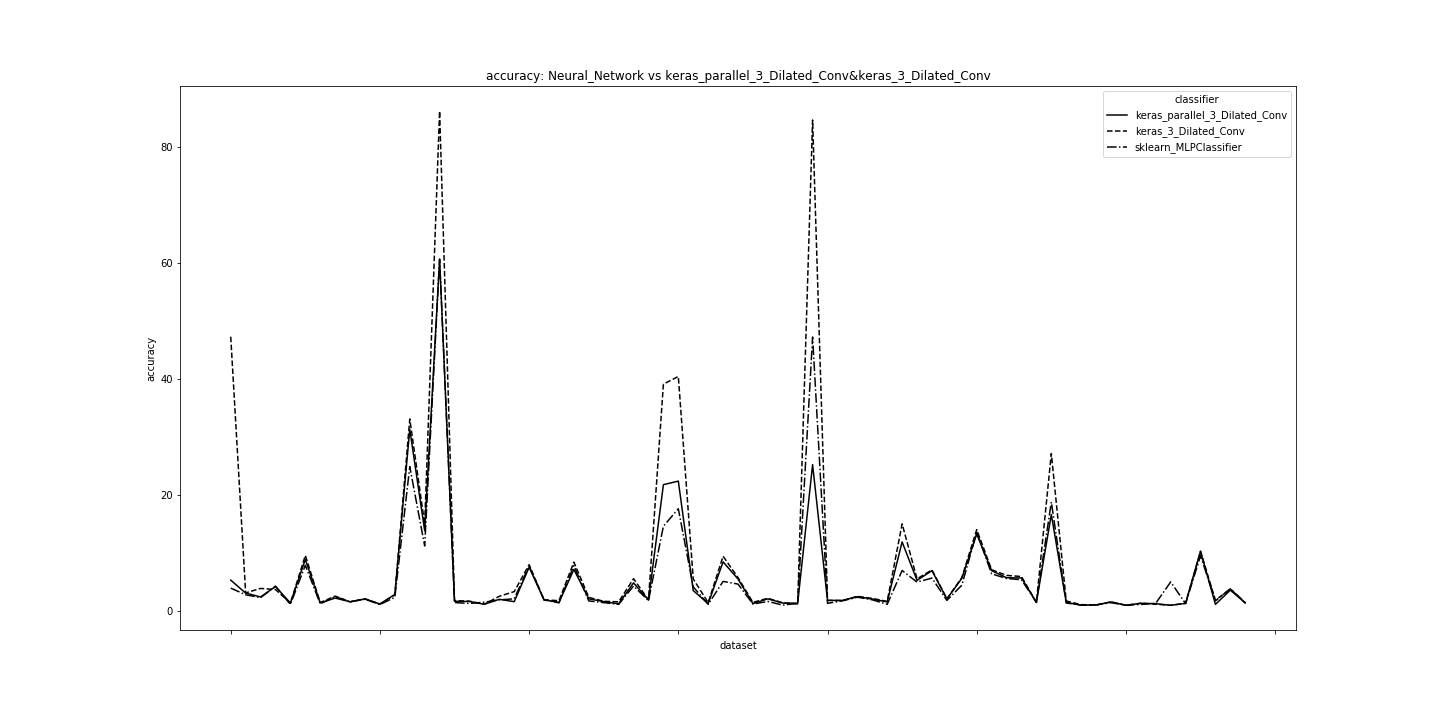 accuracy: Neural_Network vs keras_parallel_3_Dilated_Conv&keras_3_Dilated_Conv
classifier
keras_parallel_3_Dilated_Conv
keras_3_Dilated_Conv
sklearn_MLPClassifier
80
60
40
20
0
accuracy
dataset